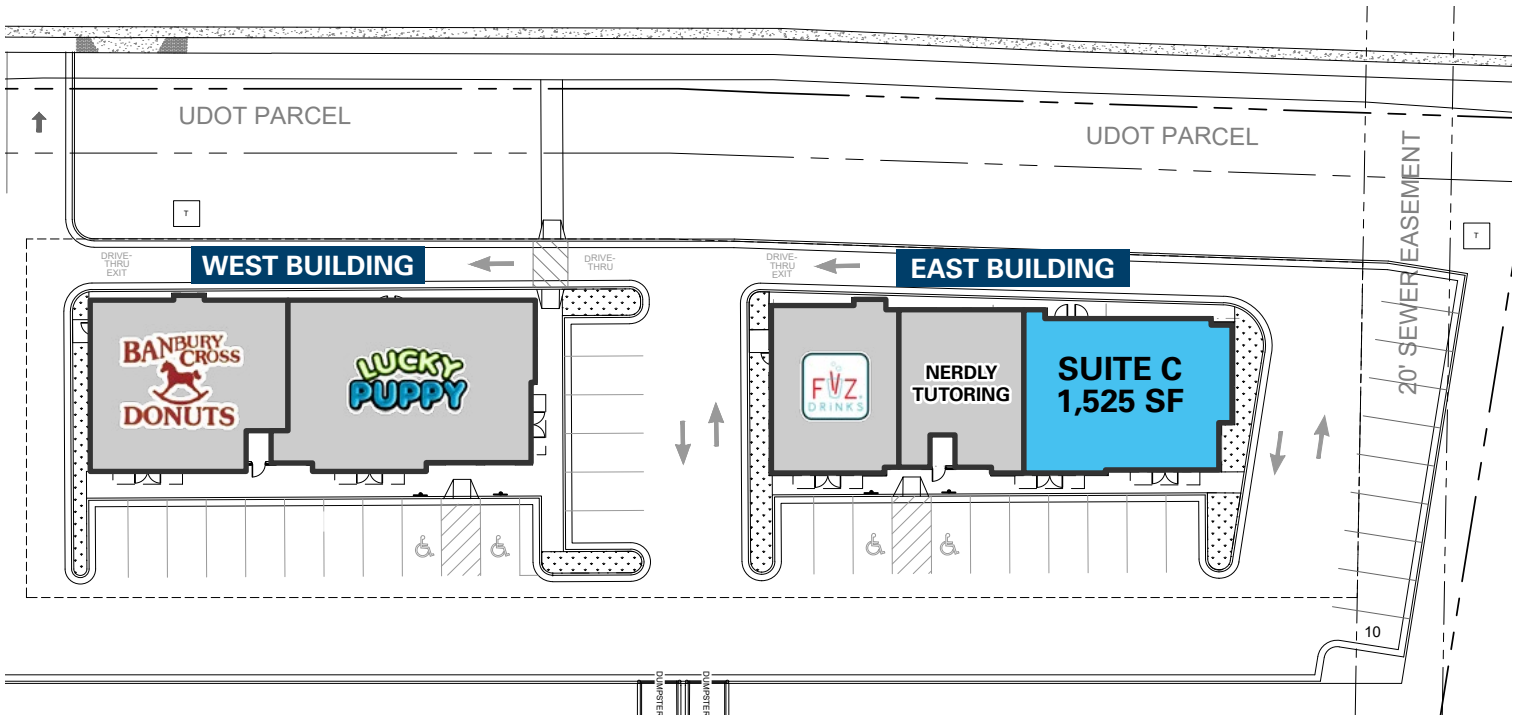 UDOT PARCEL
UDOT PARCEL
20' SEWER EASEMENT
T
T
DRIVE-
THRU
EXIT
WEST BUILDING
DRIVE-
THRU
DRIVE-
THRU
EXIT
EAST BUILDING
BANBURY
CROSS
DONUTS
LUCKY
PUPPY
FiiZ
DRINKS
NERDLY
TUTORING
SUITE C
1,525 SF
10
DUMPSTER
DUMPSTER